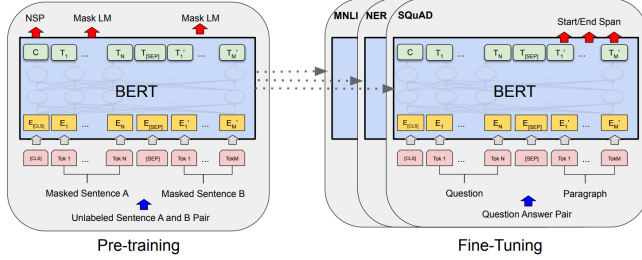 NSP Mask LM Mask LM
C T1 ... TN T[SEP] T1' ... TM'
BERT
E[CLS] E1 ... EN E[SEP] E1' ... EM'
[CLS] Tok 1 ... Tok N [SEP] Tok 1 ... TokM
Masked Sentence A Masked Sentence B
Unlabeled Sentence A and B Pair
Pre-training
MNLI NER SQuAD
Start/End Span
C T1 ... TN T[SEP] T1' ... TM'
BERT
E[CLS] E1 ... EN E[SEP] E1' ... EM'
[CLS] Tok 1 ... Tok N [SEP] Tok 1 ... TokM
Question Paragraph
Question Answer Pair
Fine-Tuning